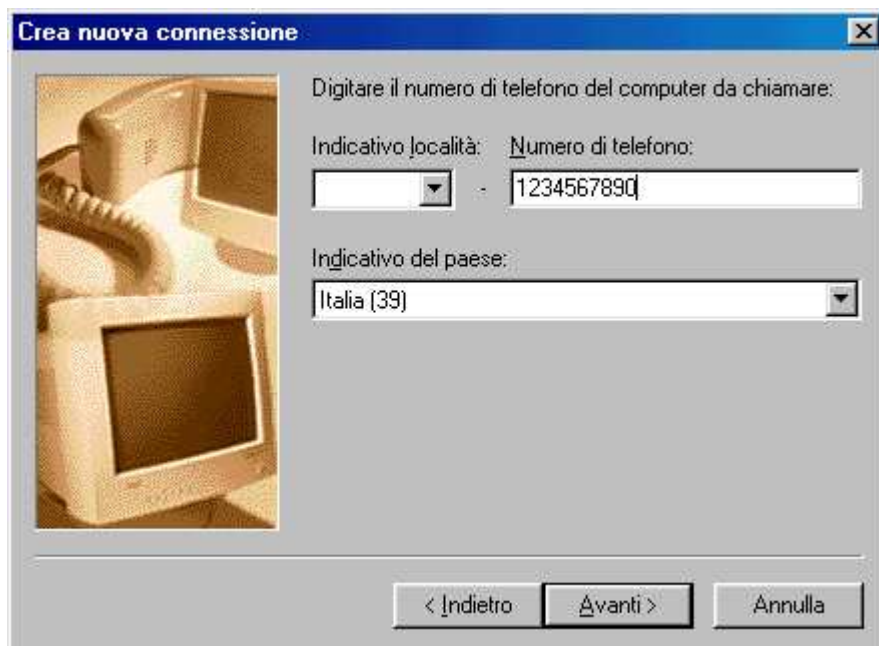 Crea nuova connessione
Digitare il numero di telefono del computer da chiamare:
Indicativo località: Numero di telefono:
- 1234567890
Indicativo del paese:
Italia (39)
< Indietro Avanti > Annulla